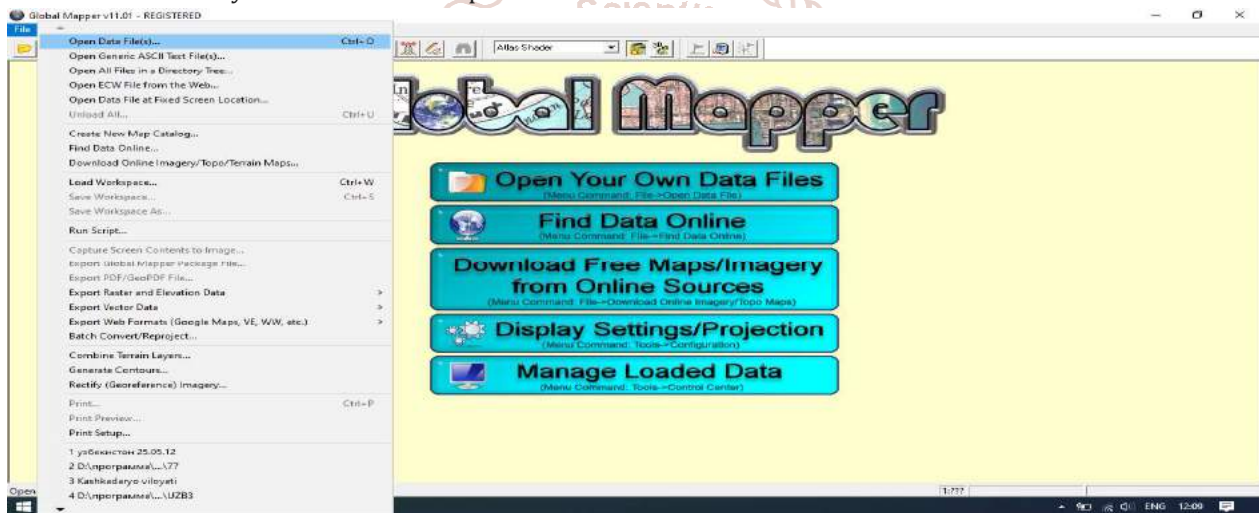 Global Mapper v11.01 - REGISTERED
File
Open Data File(s)... Ctrl+O
Open Generic ASCII Text File(s)...
Open All Files in a Directory Tree...
Open ECW File from the Web...
Open Data File at Fixed Screen Location...
Unload All... Ctrl+U
Create New Map Catalog...
Find Data Online...
Download Online Imagery/Topo/Terrain Maps...
Load Workspace... Ctrl+W
Save Workspace... Ctrl+S
Save Workspace As...
Run Script...
Capture Screen Contents to Image...
Export Global Mapper Package File...
Export PDF/GeoPDF File...
Export Raster and Elevation Data >
Export Vector Data >
Export Web Formats (Google Maps, VE, WW, etc.) >
Batch Convert/Reproject...
Combine Terrain Layers...
Generate Contours...
Rectify (Georeference) Imagery...
Print... Ctrl+P
Print Preview...
Print Setup...
1 узбекистон 25.05.12
2 D:\программа\...\77
3 Kashkadaryo viloyati
4 D:\программа\...\UZB3
Atlas Shader
Global Mapper
Open Your Own Data Files
(Menu Command: File->Open Data File)
Find Data Online
(Menu Command: File->Find Data Online)
Download Free Maps/Imagery
from Online Sources
(Menu Command: File->Download Online Imagery/Topo Maps)
Display Settings/Projection
(Menu Command: Tools->Configuration)
Manage Loaded Data
(Menu Command: Tools->Control Center)
Open
1:???
ENG 12:09